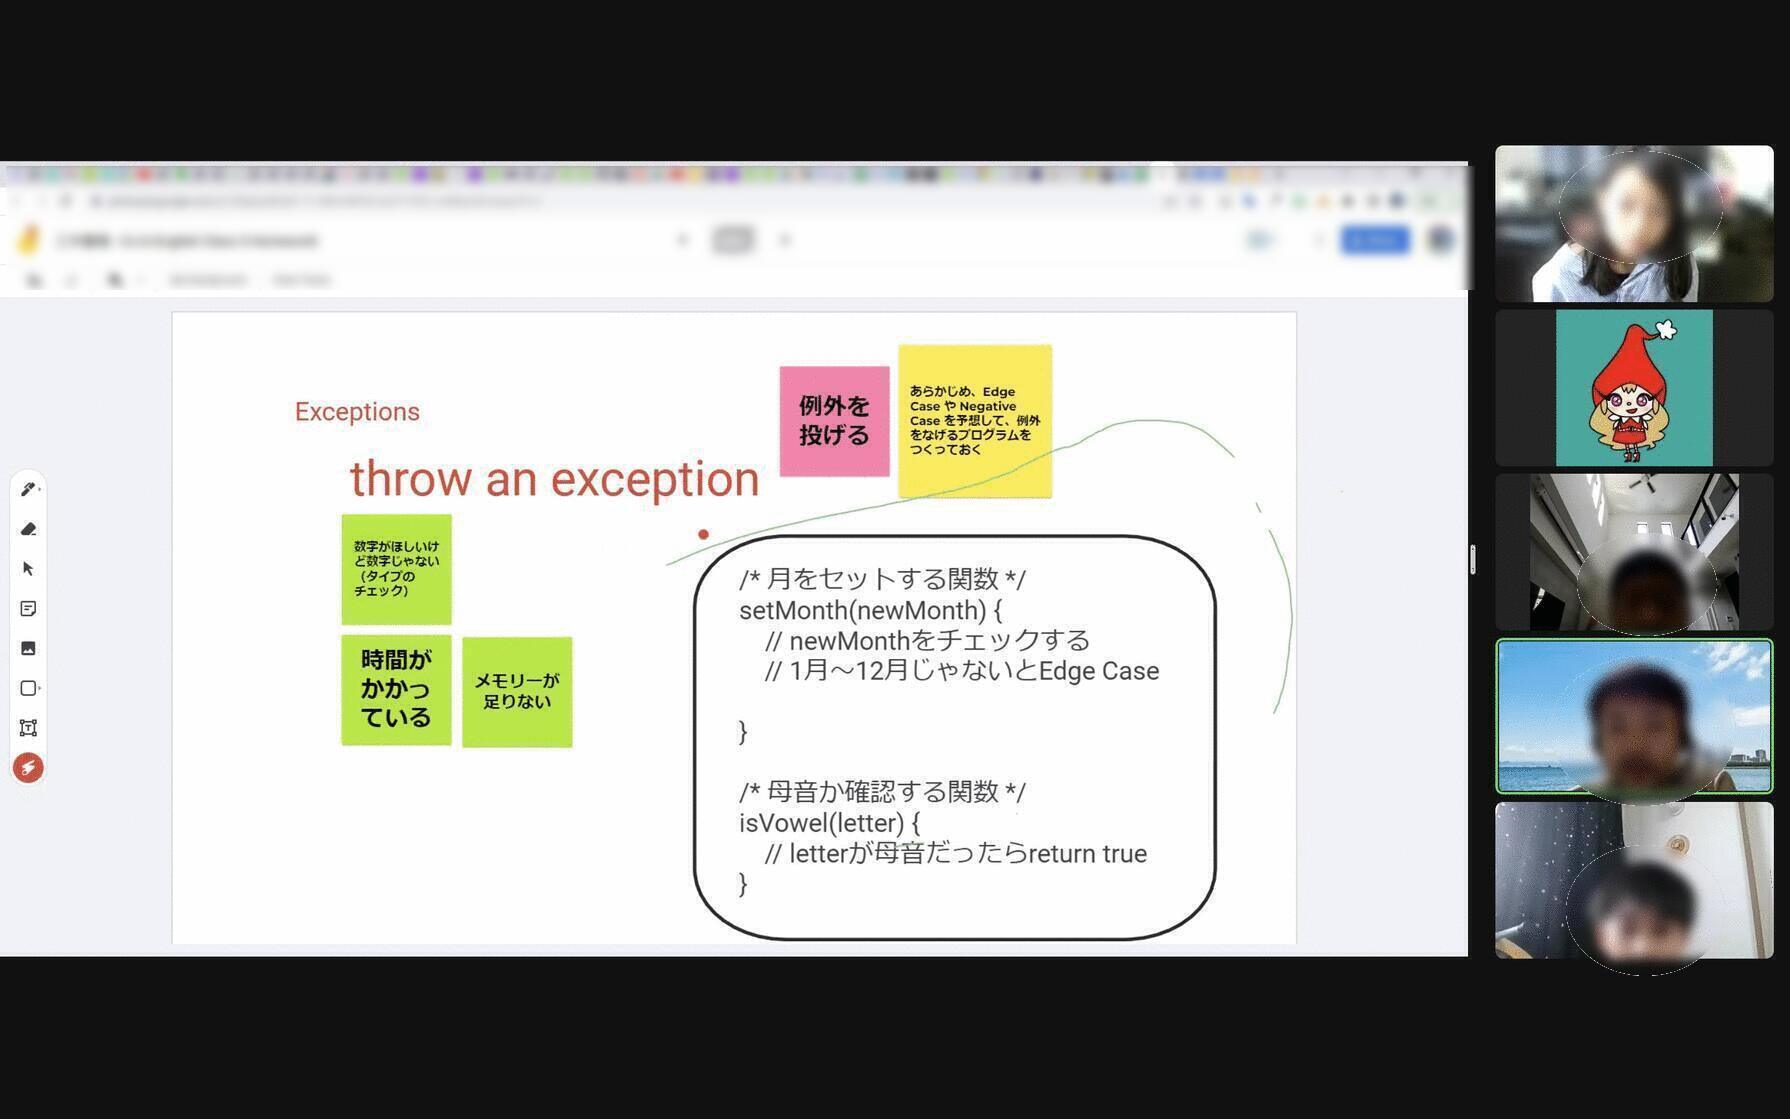 Exceptions
throw an exception
例外を
投げる
あらかじめ、Edge
Case や Negative
Case を予想して、例外
をなげるプログラムを
つくっておく
数字がほしいけ
ど数字じゃない
（タイプの
チェック）
時間が
かかっ
ている
メモリーが
足りない
/* 月をセットする関数 */
setMonth(newMonth) {
// newMonthをチェックする
// 1月～12月じゃないとEdge Case
}
/* 母音か確認する関数 */
isVowel(letter) {
// letterが母音だったらreturn true
}